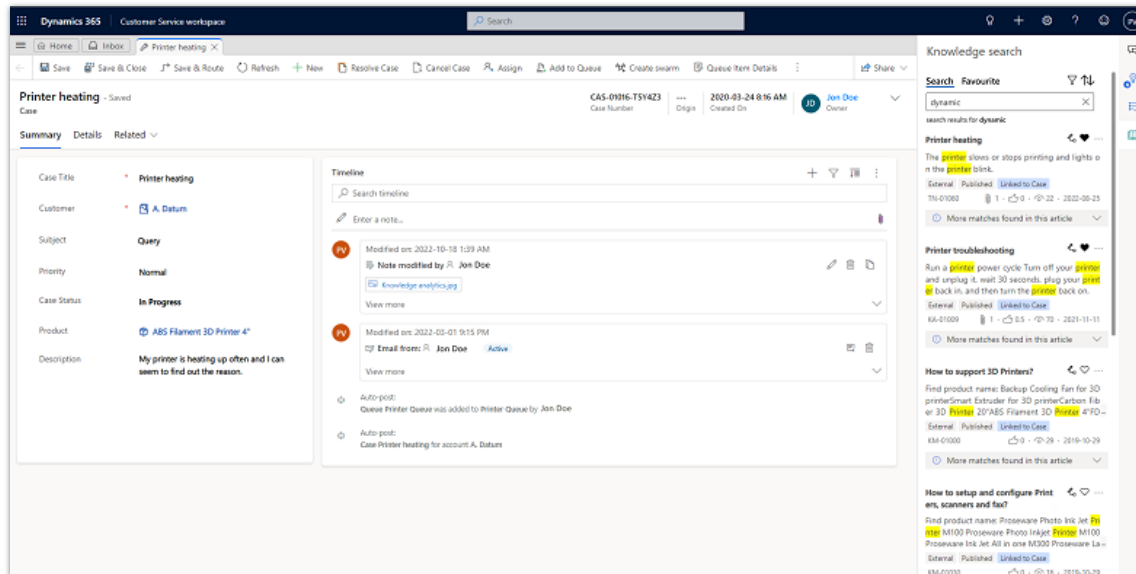 Dynamics 365 Customer Service workspace Search
Home Inbox Printer heating
Save Save & Close Save & Route Refresh New Resolve Case Cancel Case Assign Add to Queue Create swarm Queue Item Details Share
Printer heating - Saved
Case
CAS-01016-T5Y4Z3
Case Number
---
Origin
2020-03-24 8:16 AM
Created On
JD
Jon Doe
Owner
Summary Details Related
Case Title * Printer heating
Customer * A. Datum
Subject Query
Priority Normal
Case Status In Progress
Product ABS Filament 3D Printer 4"
Description My printer is heating up often and I can
seem to find out the reason.
Timeline
Search timeline
Enter a note...
PV
Modified on: 2022-10-18 1:39 AM
Note modified by Jon Doe
Knowledge analytics.jpg
View more
PV
Modified on: 2022-03-01 9:15 PM
Email from: Jon Doe Active
View more
Auto-post:
Queue Printer Queue was added to Printer Queue by Jon Doe
Auto-post:
Case Printer heating for account A. Datum
Knowledge search
Search Favourite
dynamic
search results for dynamic
Printer heating
The printer slows or stops printing and lights o
n the printer blink.
External Published Linked to Case
TN-01060 1 - 0 - 22 - 2022-08-25
More matches found in this article
Printer troubleshooting
Run a printer power cycle Turn off your printer
and unplug it. wait 30 seconds. plug your print
er back in. and then turn the printer back on.
External Published Linked to Case
KA-01009 1 - 0.5 - 70 - 2021-11-11
More matches found in this article
How to support 3D Printers?
Find product name: Backup Cooling Fan for 3D
printerSmart Extruder for 3D printerCarbon Fib
er 3D Printer 20"ABS Filament 3D Printer 4"FD...
External Published Linked to Case
KM-01000 0 - 29 - 2019-10-29
More matches found in this article
How to setup and configure Print
ers, scanners and fax?
Find product name: Proseware Photo Ink Jet Pri
nter M100 Proseware Photo Inkjet Printer M100
Proseware Ink Jet All in one M300 Proseware La...
External Published Linked to Case